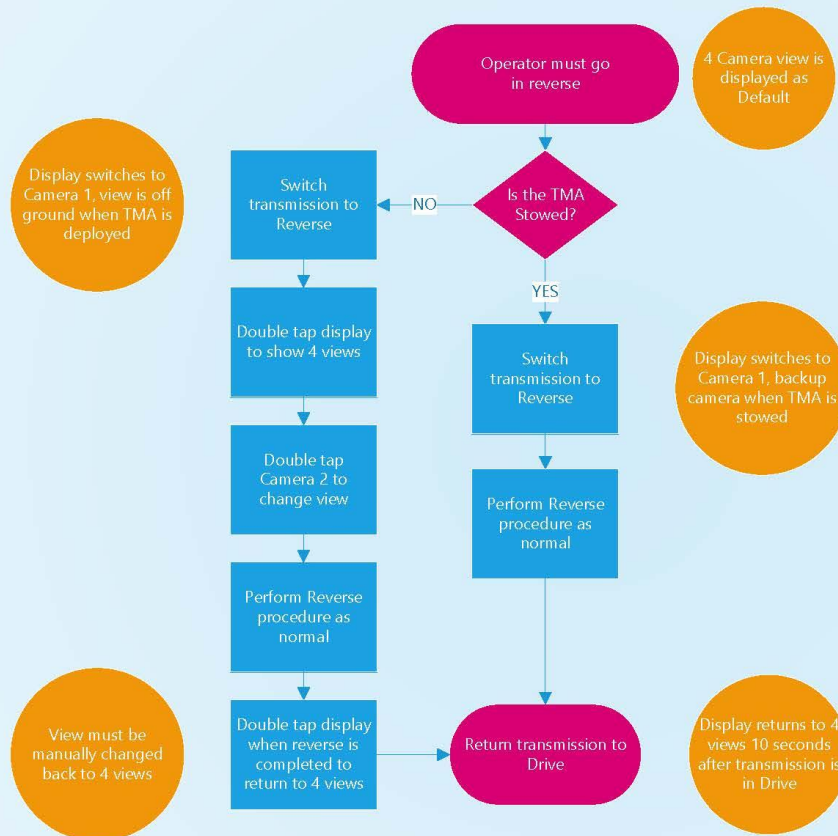 Operator must go
in reverse
4 Camera view is
displayed as
Default
Display switches to
Camera 1, view is off
ground when TMA is
deployed
Switch
transmission to
Reverse
NO
Is the TMA
Stowed?
YES
Double tap display
to show 4 views
Switch
transmission to
Reverse
Display switches to
Camera 1, backup
camera when TMA is
stowed
Double tap
Camera 2 to
change view
Perform Reverse
procedure as
normal
Perform Reverse
procedure as
normal
View must be
manually changed
back to 4 views
Double tap display
when reverse is
completed to
return to 4 views
Return transmission to
Drive
Display returns to 4
views 10 seconds
after transmission is
in Drive